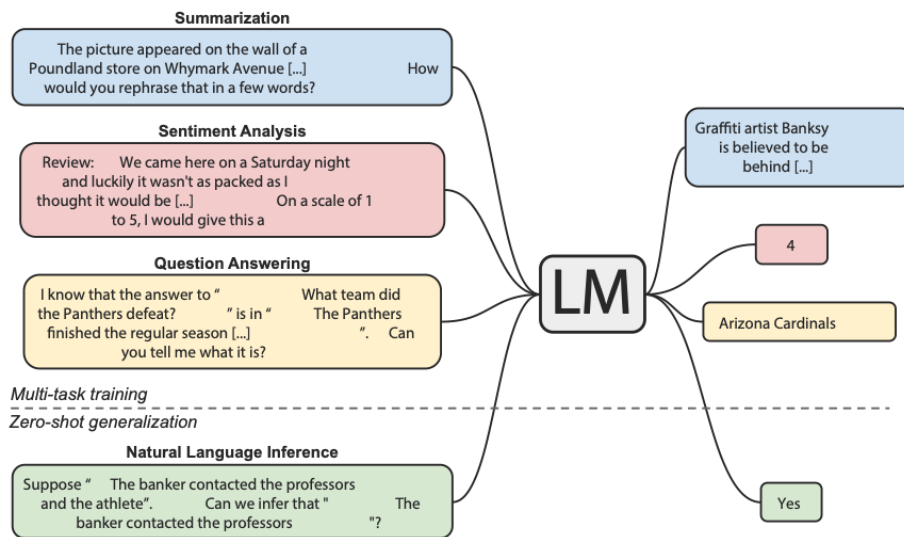 Summarization
The picture appeared on the wall of a
Poundland store on Whymark Avenue [...] How
would you rephrase that in a few words?
Sentiment Analysis
Review: We came here on a Saturday night
and luckily it wasn't as packed as I
thought it would be [...] On a scale of 1
to 5, I would give this a
Question Answering
I know that the answer to “ What team did
the Panthers defeat? ” is in “ The Panthers
finished the regular season [...] ”. Can
you tell me what it is?
Multi-task training
Zero-shot generalization
Natural Language Inference
Suppose “ The banker contacted the professors
and the athlete”. Can we infer that " The
banker contacted the professors "?
LM
Graffiti artist Banksy
is believed to be
behind [...]
4
Arizona Cardinals
Yes